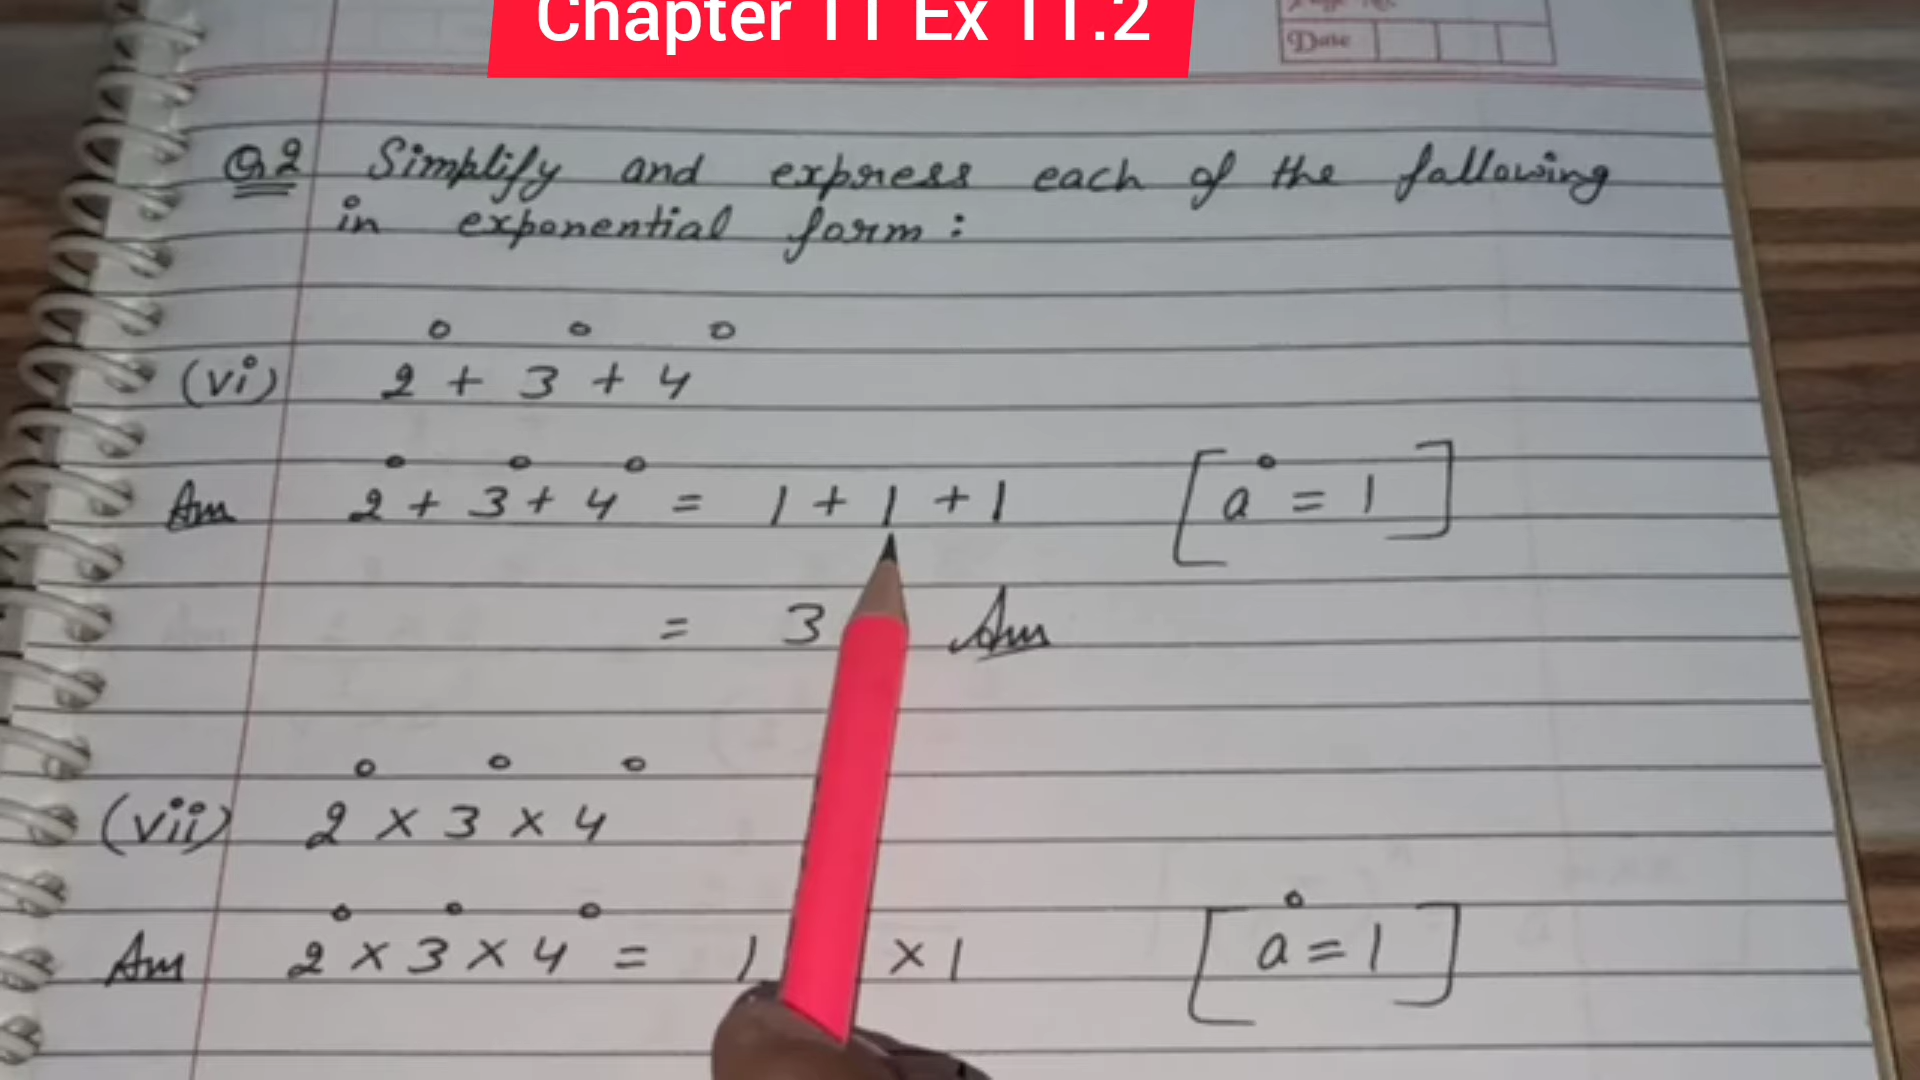 Chapter 11 Ex 11.2
Date
Q.2 Simplify and express each of the following
in exponential form:
(vi) 2° + 3° + 4°
Ans 2° + 3° + 4° = 1 + 1 + 1 [a° = 1]
= 3 Ans
(vii) 2° × 3° × 4°
Ans 2° × 3° × 4° = 1 × 1 [a° = 1]